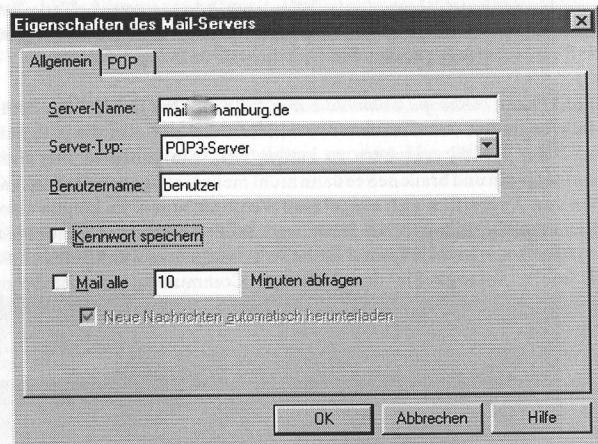 Eigenschaften des Mail-Servers
Allgemein POP
Server-Name: mail hamburg.de
Server-Typ: POP3-Server
Benutzername: benutzer
Kennwort speichern
Mail alle 10 Minuten abfragen
Neue Nachrichten automatisch herunterladen
OK Abbrechen Hilfe